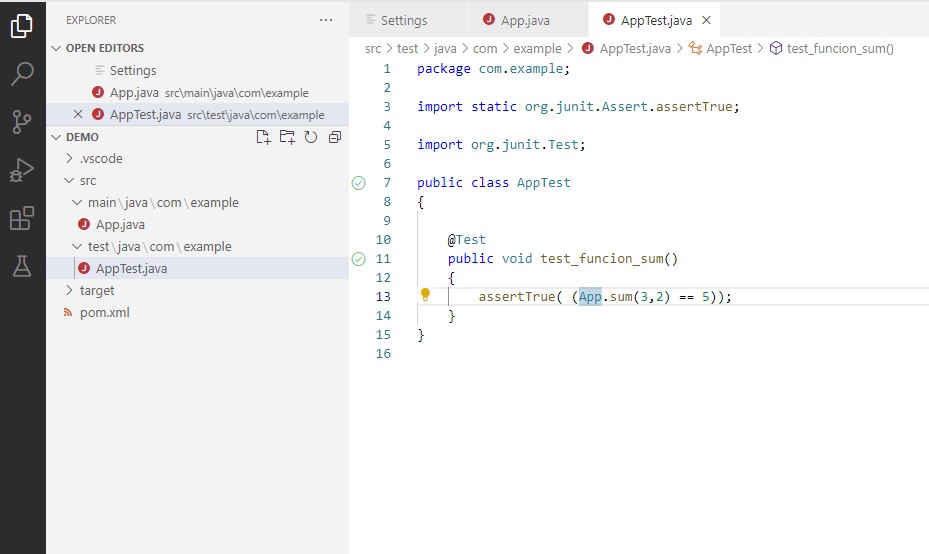 EXPLORER
OPEN EDITORS
Settings
App.java src\main\java\com\example
AppTest.java src\test\java\com\example
DEMO
.vscode
src
main\java\com\example
App.java
test\java\com\example
AppTest.java
target
pom.xml
Settings App.java AppTest.java
src > test > java > com > example > AppTest.java > AppTest > test_funcion_sum()
1 package com.example;
2
3 import static org.junit.Assert.assertTrue;
4
5 import org.junit.Test;
6
7 public class AppTest
8 {
9
10 @Test
11 public void test_funcion_sum()
12 {
13 assertTrue( (App.sum(3,2) == 5));
14 }
15 }
16